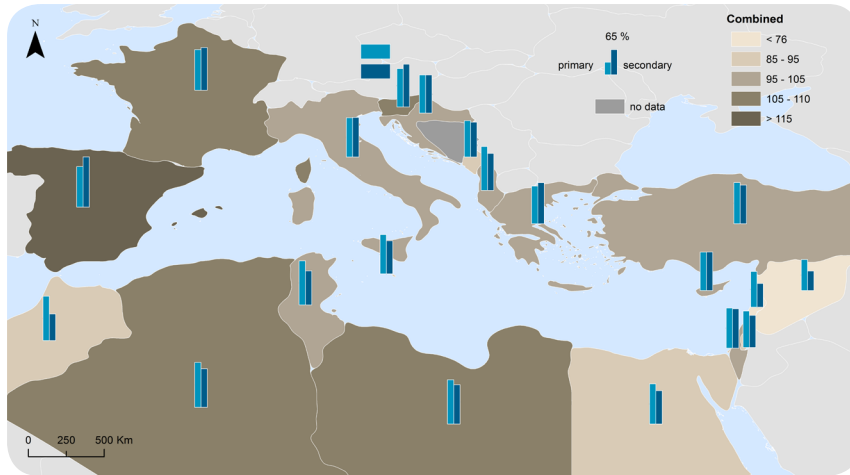 N
65 %
primary
secondary
no data
Combined
< 76
85 - 95
95 - 105
105 - 110
> 115
0 250 500 Km